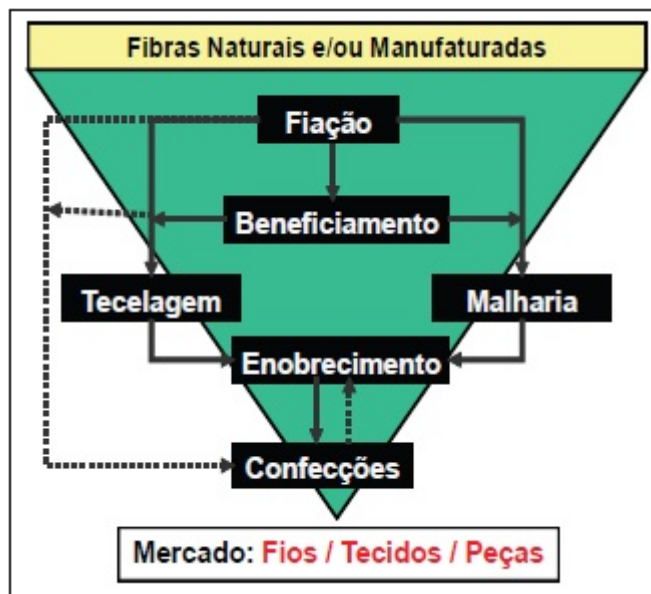 Fibras Naturais e/ou Manufaturadas
Fiação
Beneficiamento
Tecelagem
Malharia
Enobrecimento
Confecções
Mercado: Fios / Tecidos / Peças